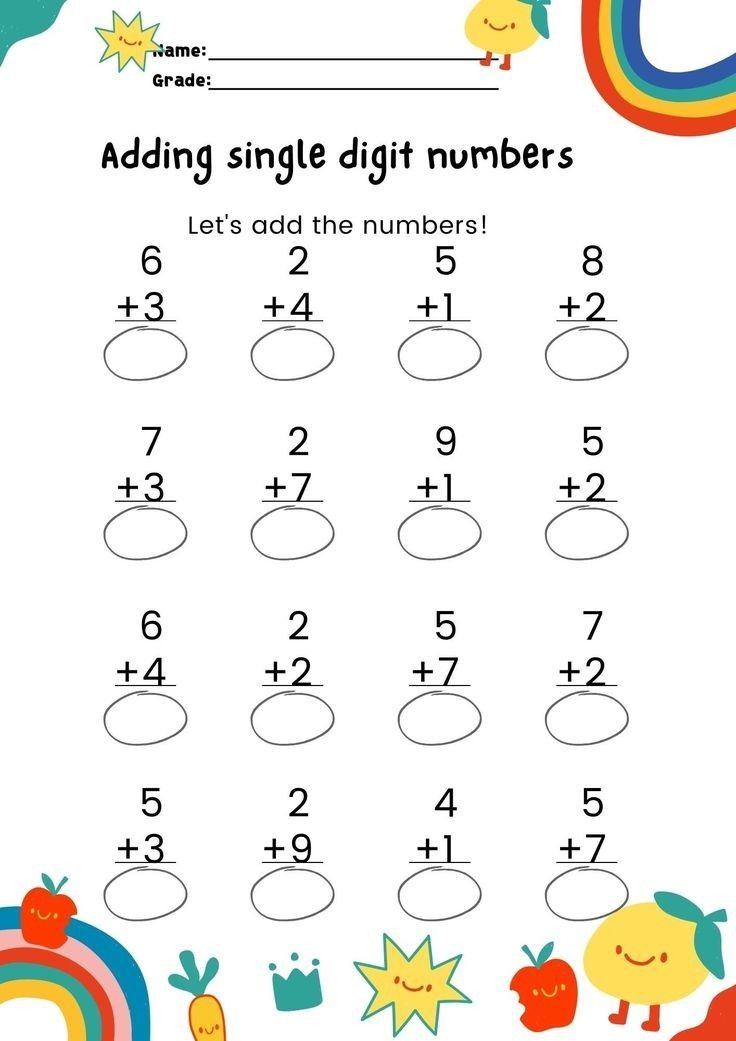 Name:
Grade:
Adding single digit numbers
Let's add the numbers!
6 2 5 8
+3 +4 +1 +2
7 2 9 5
+3 +7 +1 +2
6 2 5 7
+4 +2 +7 +2
5 2 4 5
+3 +9 +1 +7